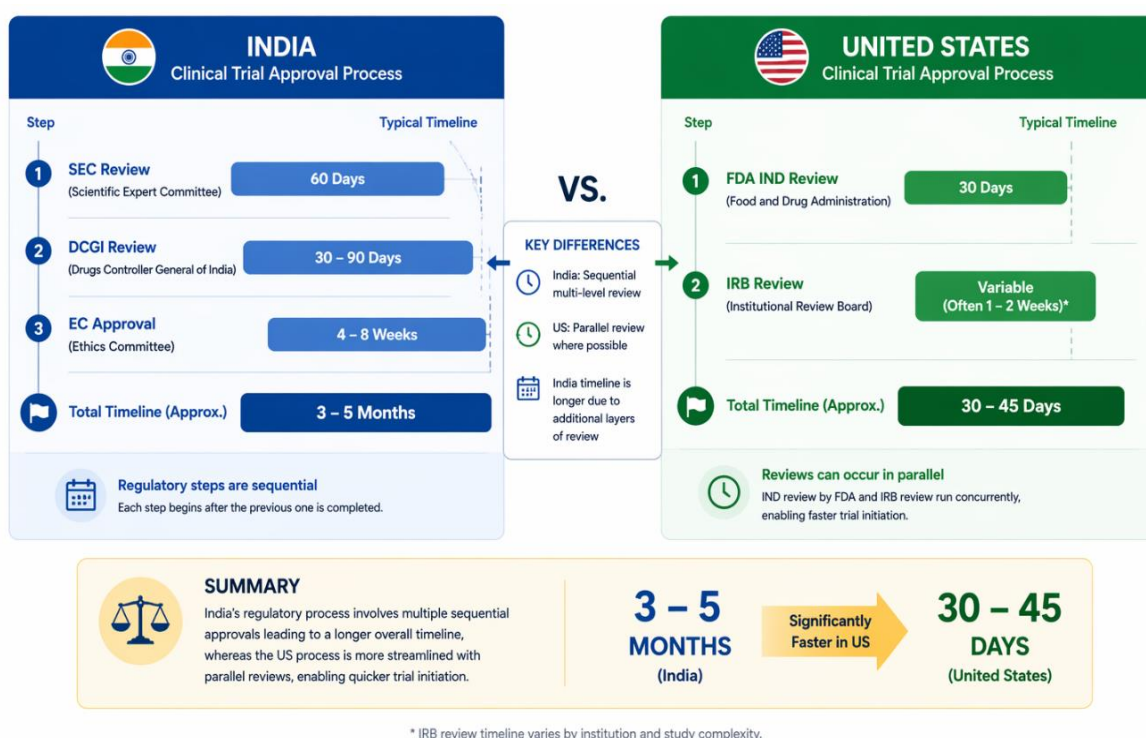 INDIA
Clinical Trial Approval Process
Step
Typical Timeline
1
SEC Review
(Scientific Expert Committee)
60 Days
2
DCGI Review
(Drugs Controller General of India)
30 – 90 Days
3
EC Approval
(Ethics Committee)
4 – 8 Weeks
Total Timeline (Approx.)
3 – 5 Months
Regulatory steps are sequential
Each step begins after the previous one is completed.
VS.
KEY DIFFERENCES
India: Sequential
multi-level review
US: Parallel review
where possible
India timeline is
longer due to
additional layers
of review
UNITED STATES
Clinical Trial Approval Process
Step
Typical Timeline
1
FDA IND Review
(Food and Drug Administration)
30 Days
2
IRB Review
(Institutional Review Board)
Variable
(Often 1 – 2 Weeks)*
Total Timeline (Approx.)
30 – 45 Days
Reviews can occur in parallel
IND review by FDA and IRB review run concurrently,
enabling faster trial initiation.
SUMMARY
India's regulatory process involves multiple sequential
approvals leading to a longer overall timeline,
whereas the US process is more streamlined with
parallel reviews, enabling quicker trial initiation.
3 – 5
MONTHS
(India)
Significantly
Faster in US
30 – 45
DAYS
(United States)
* IRB review timeline varies by institution and study complexity.